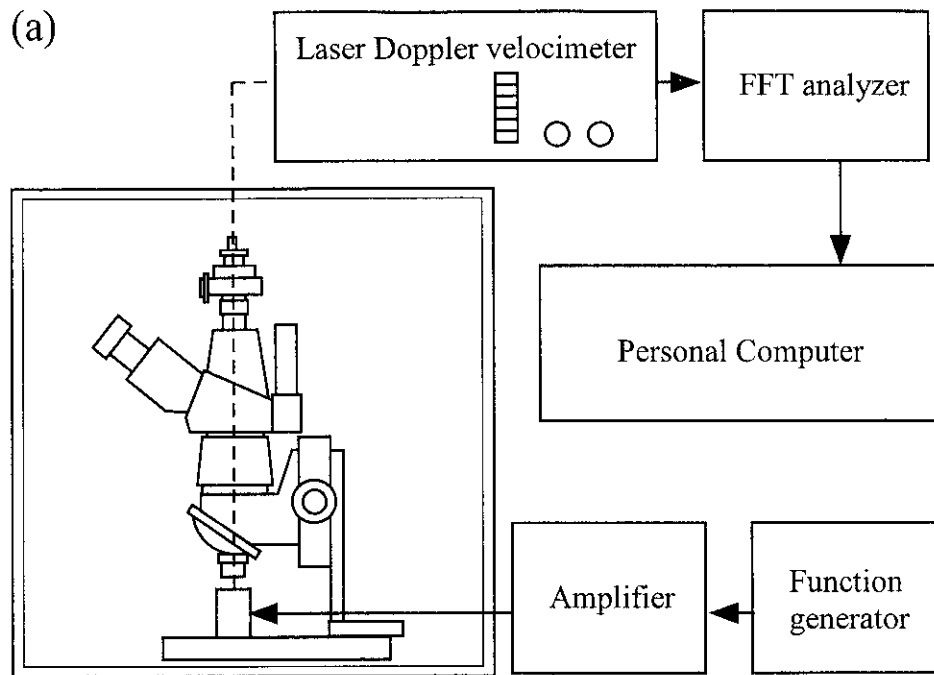 (a)
Laser Doppler velocimeter
FFT analyzer
Personal Computer
Amplifier
Function
generator